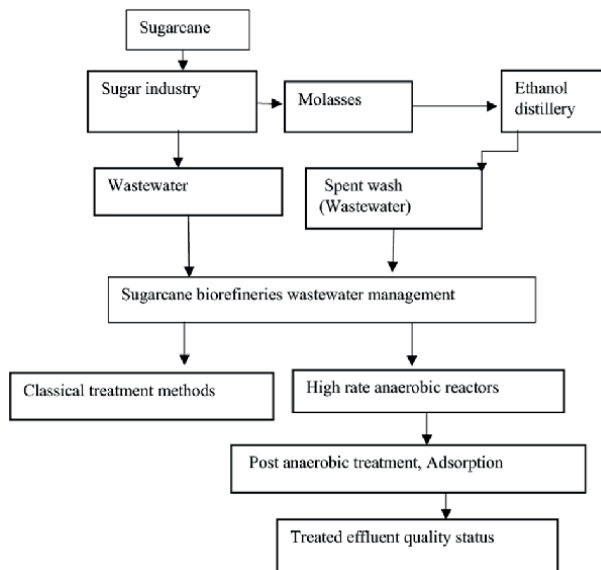 Sugarcane
Sugar industry
Molasses
Ethanol
distillery
Wastewater
Spent wash
(Wastewater)
Sugarcane biorefineries wastewater management
Classical treatment methods
High rate anaerobic reactors
Post anaerobic treatment, Adsorption
Treated effluent quality status